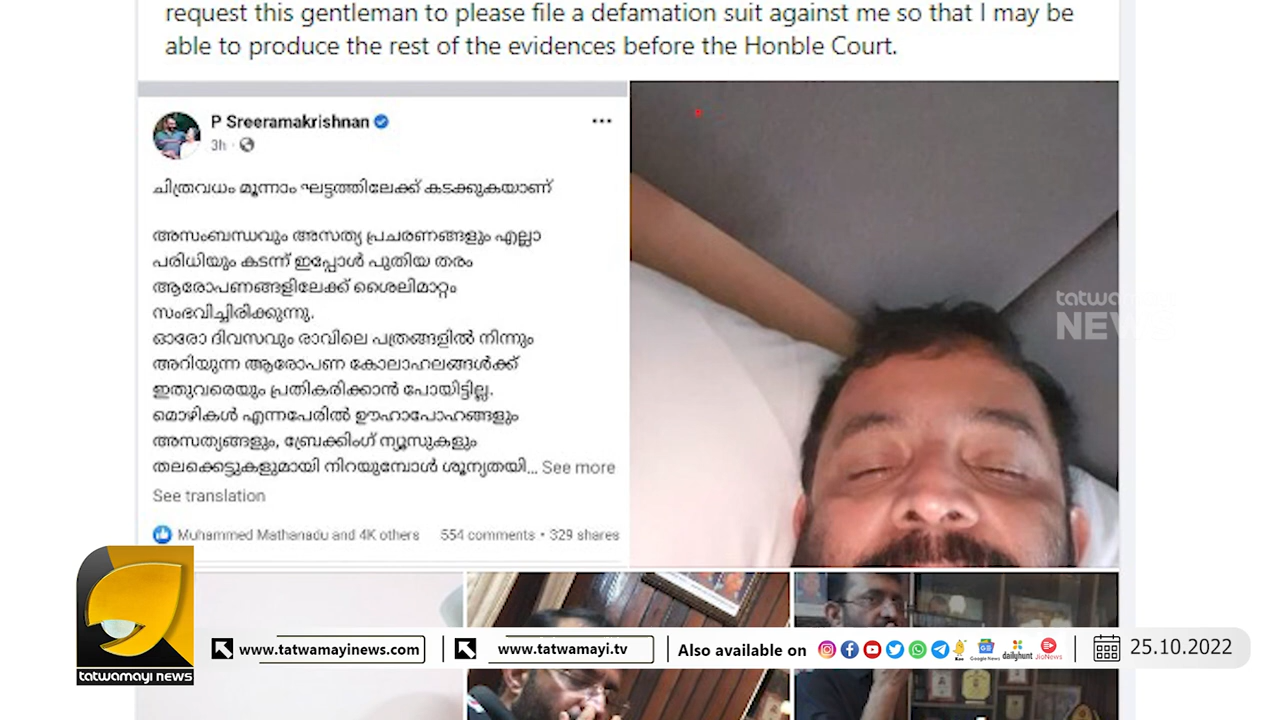 request this gentleman to please file a defamation suit against me so that I may be
able to produce the rest of the evidences before the Honble Court.
P Sreeramakrishnan
3h
ചിത്രവധം മൂന്നാം ഘട്ടത്തിലേക്ക് കടക്കുകയാണ്
അസംബന്ധവും അസത്യ പ്രചരണങ്ങളും എല്ലാ
പരിധിയും കടന്ന് ഇപ്പോൾ പുതിയ തരം
ആരോപണങ്ങളിലേക്ക് ശൈലിമാറ്റം
സംഭവിച്ചിരിക്കുന്നു.
ഓരോ ദിവസവും രാവിലെ പത്രങ്ങളിൽ നിന്നും
അറിയുന്ന ആരോപണ കോലാഹലങ്ങൾക്ക്
ഇതുവരെയും പ്രതികരിക്കാൻ പോയിട്ടില്ല.
മൊഴികൾ എന്നപേരിൽ ഊഹാപോഹങ്ങളും
അസത്യങ്ങളും, ബ്രേക്കിംഗ് ന്യൂസുകളും
തലക്കെട്ടുകളുമായി നിറയുമ്പോൾ ശൂന്യതയി... See more
See translation
Muhammed Mathanadu and 4K others 554 comments • 329 shares
tatwamayi
NEWS
tatwamayi news
www.tatwamayinews.com
www.tatwamayi.tv
Also available on
Koo
Google News
dailyhunt
JioNews
25.10.2022